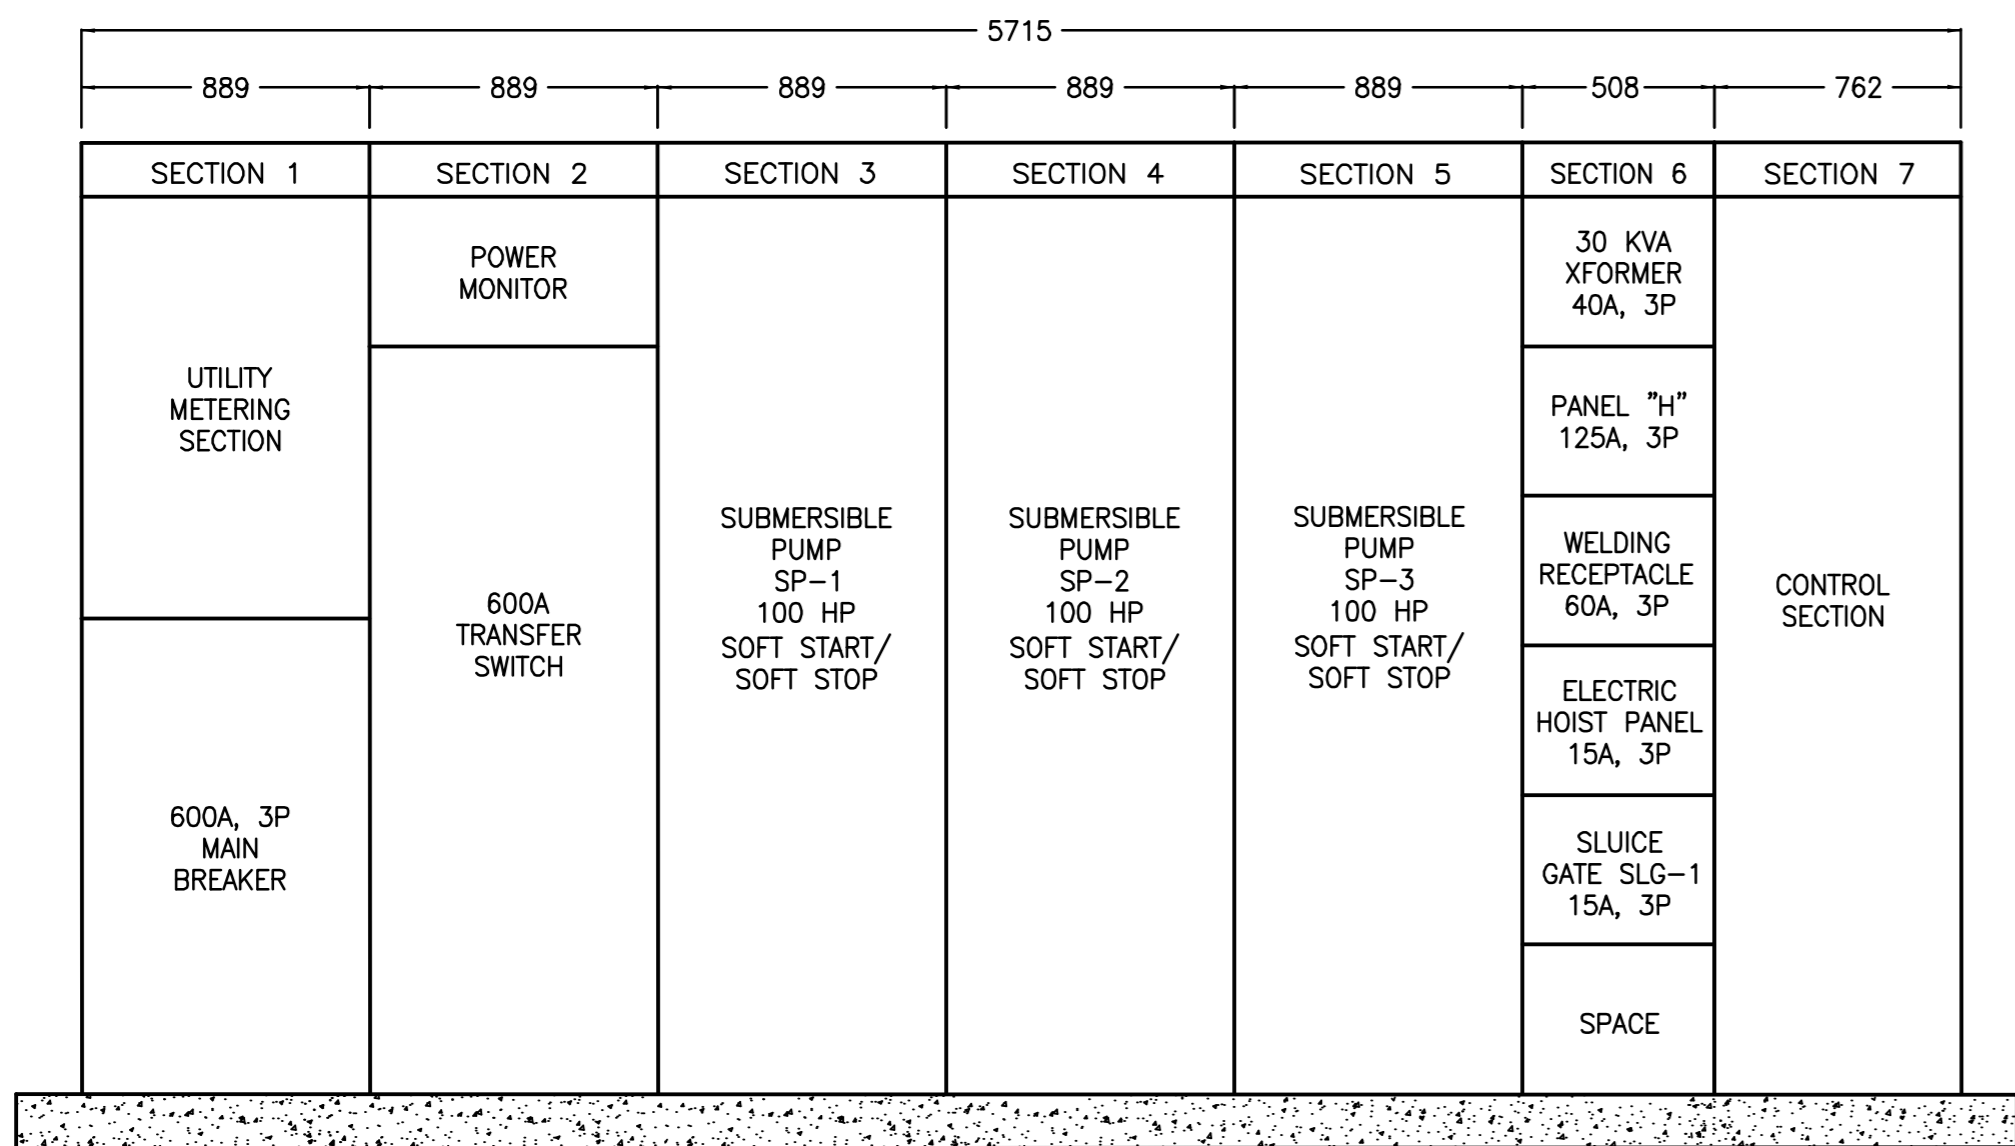 5715
889
889
889
889
889
508
762
SECTION 1
SECTION 2
SECTION 3
SECTION 4
SECTION 5
SECTION 6
SECTION 7
UTILITY
METERING
SECTION
600A, 3P
MAIN
BREAKER
POWER
MONITOR
600A
TRANSFER
SWITCH
SUBMERSIBLE
PUMP
SP-1
100 HP
SOFT START/
SOFT STOP
SUBMERSIBLE
PUMP
SP-2
100 HP
SOFT START/
SOFT STOP
SUBMERSIBLE
PUMP
SP-3
100 HP
SOFT START/
SOFT STOP
30 KVA
XFORMER
40A, 3P
PANEL "H"
125A, 3P
WELDING
RECEPTACLE
60A, 3P
ELECTRIC
HOIST PANEL
15A, 3P
SLUICE
GATE SLG-1
15A, 3P
SPACE
CONTROL
SECTION